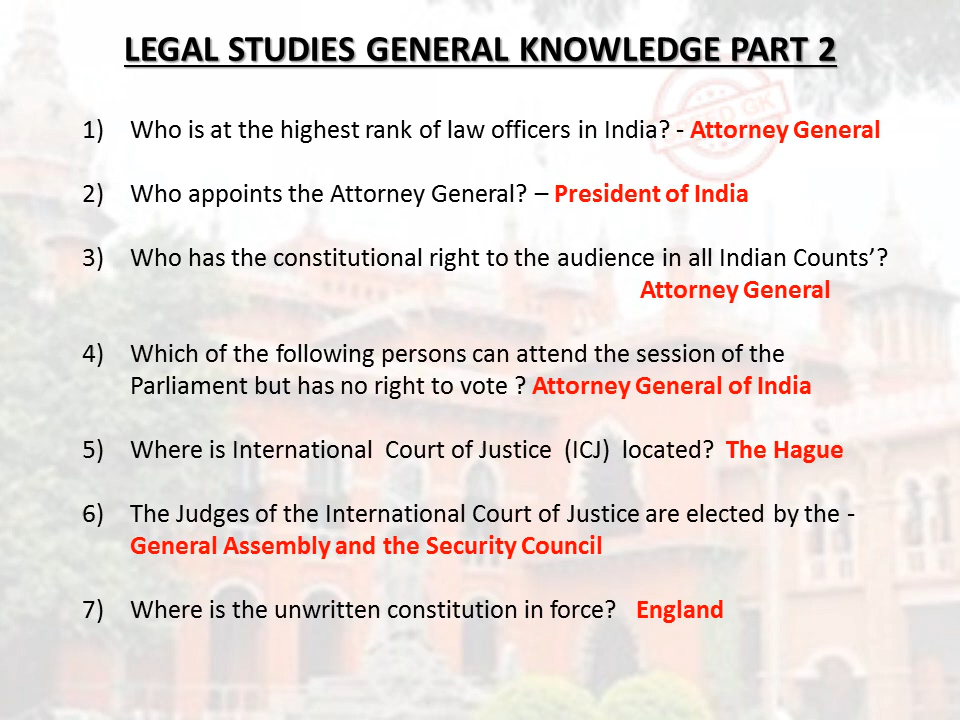 LEGAL STUDIES GENERAL KNOWLEDGE PART 2
1) Who is at the highest rank of law officers in India? - Attorney General
2) Who appoints the Attorney General? – President of India
3) Who has the constitutional right to the audience in all Indian Counts’?
Attorney General
4) Which of the following persons can attend the session of the
Parliament but has no right to vote ? Attorney General of India
5) Where is International Court of Justice (ICJ) located? The Hague
6) The Judges of the International Court of Justice are elected by the -
General Assembly and the Security Council
7) Where is the unwritten constitution in force? England